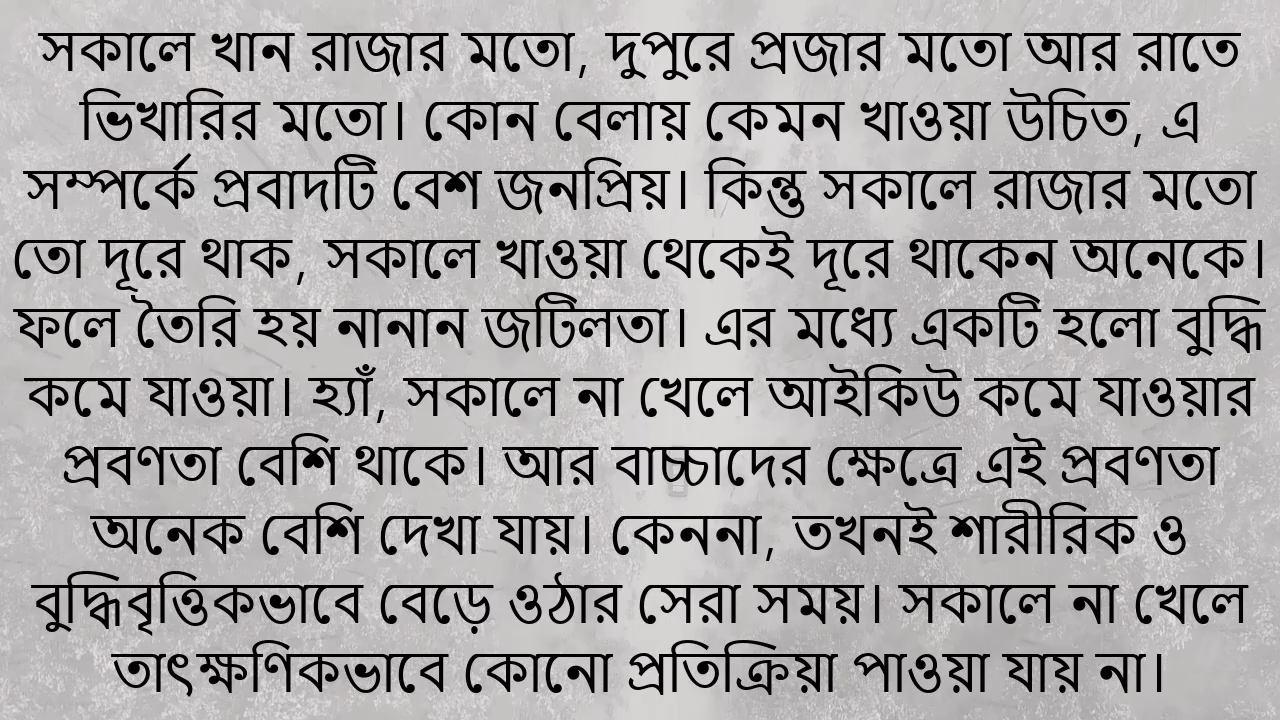 সকালে খান রাজার মতো, দুপুরে প্রজার মতো আর রাতে
ভিখারির মতো। কোন বেলায় কেমন খাওয়া উচিত, এ
সম্পর্কে প্রবাদটি বেশ জনপ্রিয়। কিন্তু সকালে রাজার মতো
তো দূরে থাক, সকালে খাওয়া থেকেই দূরে থাকেন অনেকে।
ফলে তৈরি হয় নানান জটিলতা। এর মধ্যে একটি হলো বুদ্ধি
কমে যাওয়া। হ্যাঁ, সকালে না খেলে আইকিউ কমে যাওয়ার
প্রবণতা বেশি থাকে। আর বাচ্চাদের ক্ষেত্রে এই প্রবণতা
অনেক বেশি দেখা যায়। কেননা, তখনই শারীরিক ও
বুদ্ধিবৃত্তিকভাবে বেড়ে ওঠার সেরা সময়। সকালে না খেলে
তাৎক্ষণিকভাবে কোনো প্রতিক্রিয়া পাওয়া যায় না।